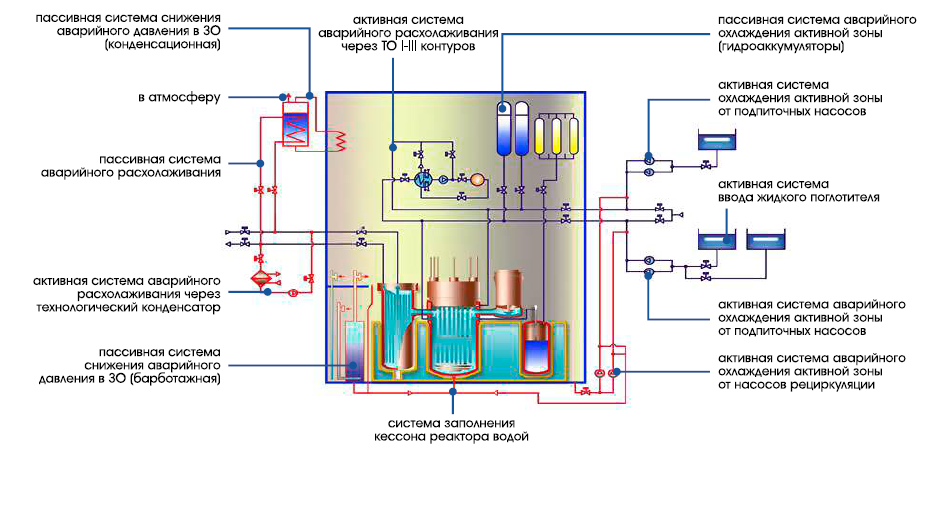 пассивная система снижения
аварийного давления в ЗО
(конденсационная)
активная система
аварийного расхолаживания
через ТО I-III контуров
пассивная система аварийного
охлаждения активной зоны
(гидроаккумуляторы)
в атмосферу
активная система
охлаждения активной зоны
от подпиточных насосов
пассивная система
аварийного расхолаживания
активная система
ввода жидкого поглотителя
активная система аварийного
расхолаживания через
технологический конденсатор
активная система аварийного
охлаждения активной зоны
от подпиточных насосов
пассивная система
снижения аварийного
давления в ЗО (барботажная)
активная система аварийного
охлаждения активной зоны
от насосов рециркуляции
система заполнения
кессона реактора водой